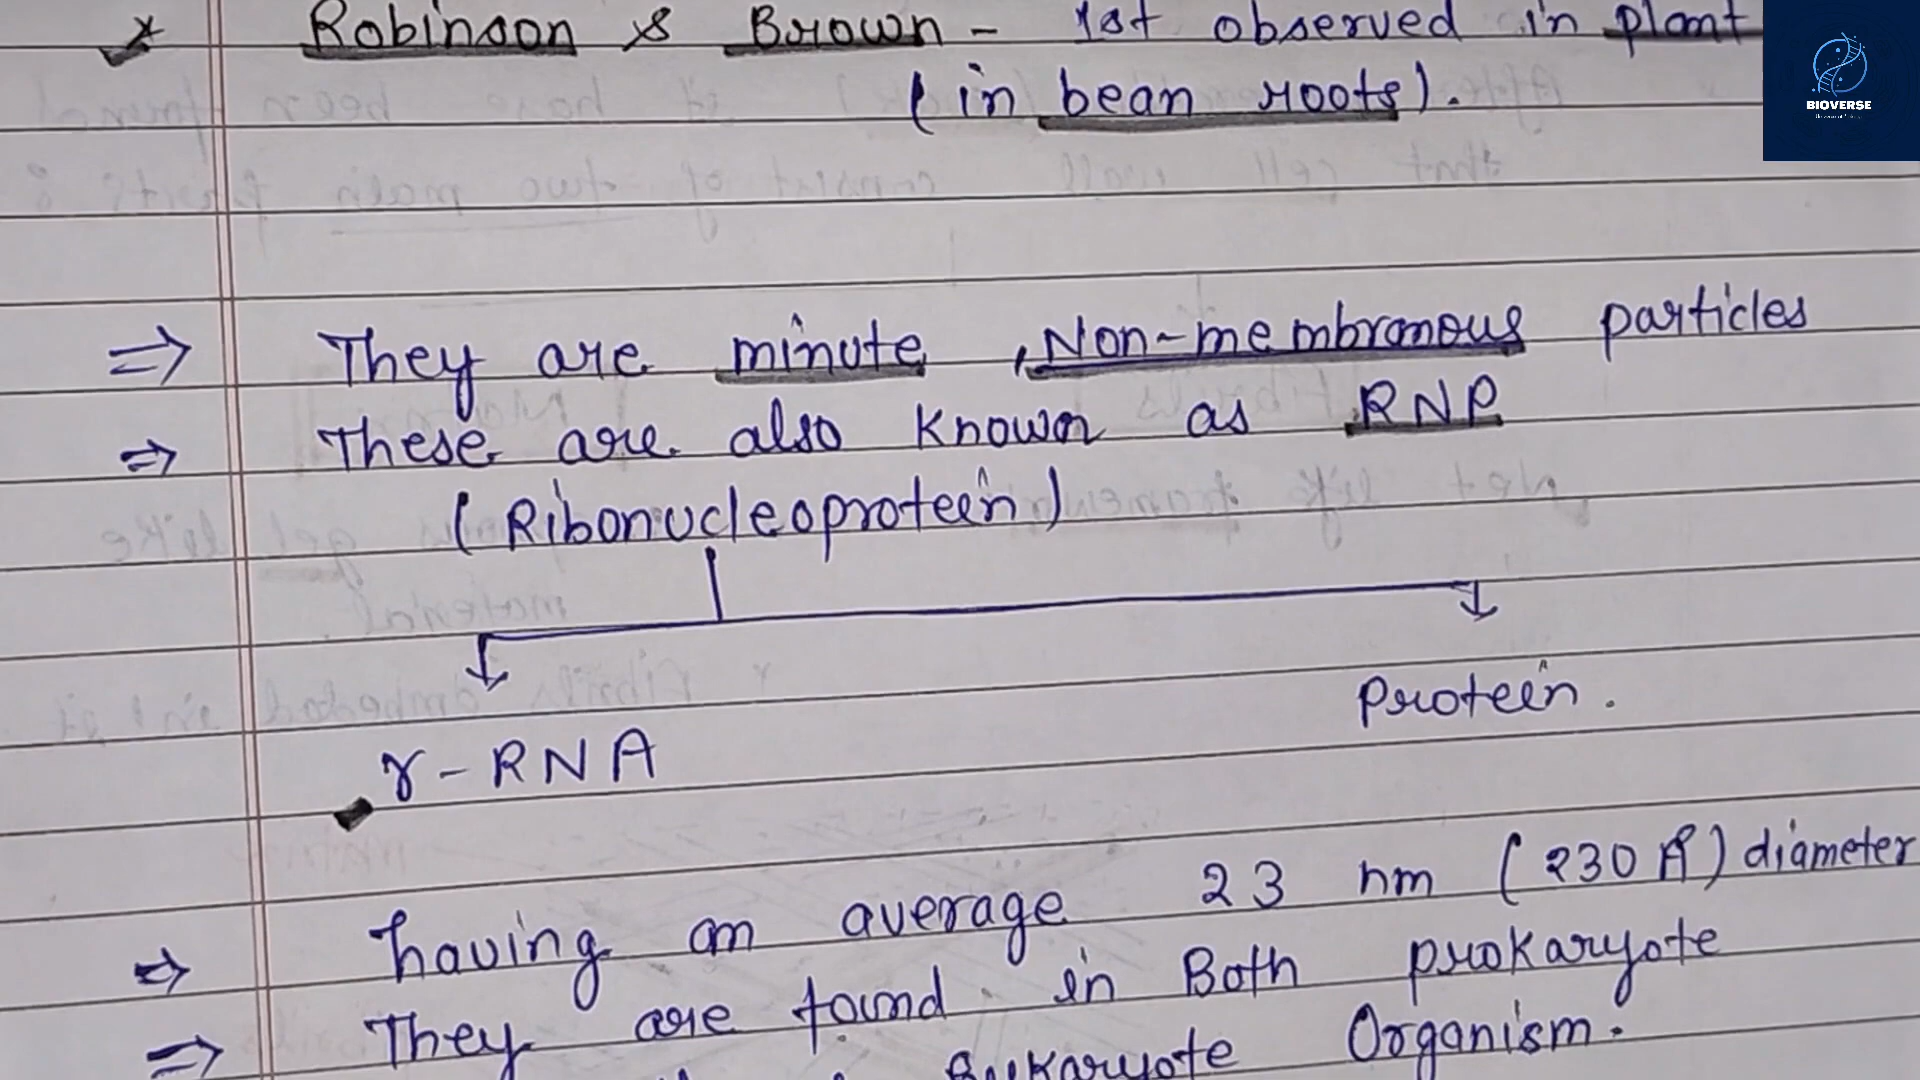 Robinson & Brown - 1st observed in plant
(in bean roots).
BIOVERSE
⇒ They are minute, Non-membranous particles
⇒ These are also known as RNP
(Ribonucleoprotein)
r-RNA
Protein.
⇒ having an average 23 nm (230 Å) diameter
⇒ They are found in Both prokaryote
Eukaryote Organism.